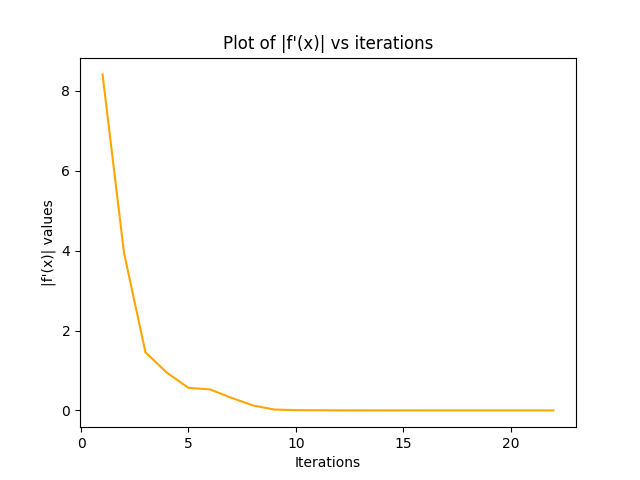 Plot of |f'(x)| vs iterations
8
6
4
2
0
|f'(x)| values
0 5 10 15 20
Iterations